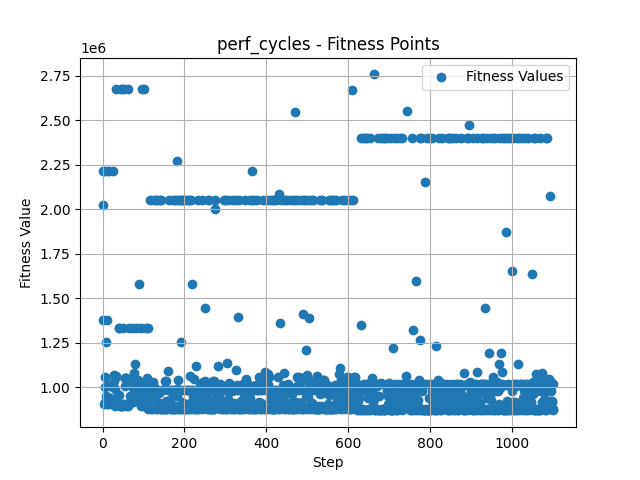 perf_cycles - Fitness Points
1e6
Fitness Values
2.75
2.50
2.25
2.00
1.75
1.50
1.25
1.00
Fitness Value
0 200 400 600 800 1000
Step